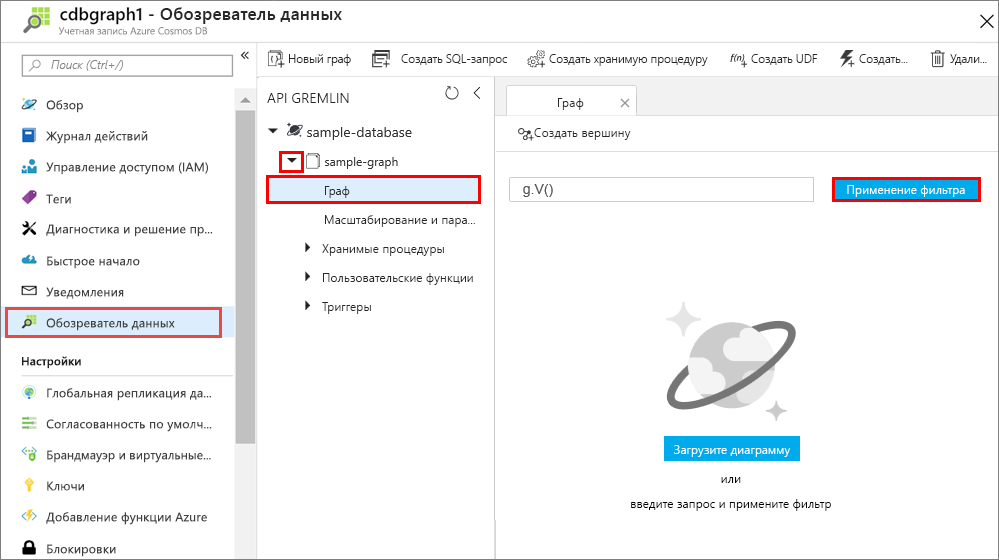 cdbgraph1 - Обозреватель данных
Учетная запись Azure Cosmos DB
Поиск (Ctrl+/)
Обзор
Журнал действий
Управление доступом (IAM)
Теги
Диагностика и решение пр...
Быстрое начало
Уведомления
Обозреватель данных
Настройки
Глобальная репликация да...
Согласованность по умолч...
Брандмауэр и виртуальные...
Ключи
Добавление функции Azure
Блокировки
Новый граф
Создать SQL-запрос
Создать хранимую процедуру
Создать UDF
Создать...
Удали...
API GREMLIN
sample-database
sample-graph
Граф
Масштабирование и пара...
Хранимые процедуры
Пользовательские функции
Триггеры
Граф
Создать вершину
g.V()
Применение фильтра
Загрузите диаграмму
или
введите запрос и примените фильтр